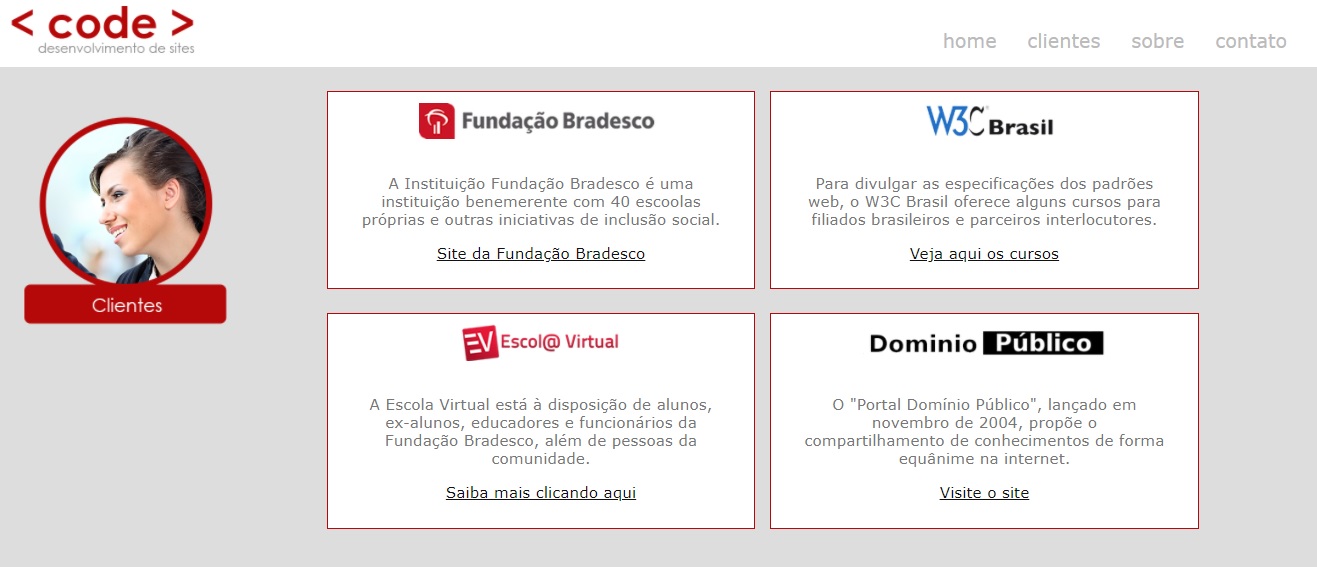 < code >
desenvolvimento de sites
home clientes sobre contato
Clientes
Fundação Bradesco
A Instituição Fundação Bradesco é uma
instituição benemerente com 40 escoolas
próprias e outras iniciativas de inclusão social.
Site da Fundação Bradesco
W3C Brasil
Para divulgar as especificações dos padrões
web, o W3C Brasil oferece alguns cursos para
filiados brasileiros e parceiros interlocutores.
Veja aqui os cursos
EV Escol@ Virtual
A Escola Virtual está à disposição de alunos,
ex-alunos, educadores e funcionários da
Fundação Bradesco, além de pessoas da
comunidade.
Saiba mais clicando aqui
Dominio Público
O "Portal Domínio Público", lançado em
novembro de 2004, propõe o
compartilhamento de conhecimentos de forma
equânime na internet.
Visite o site